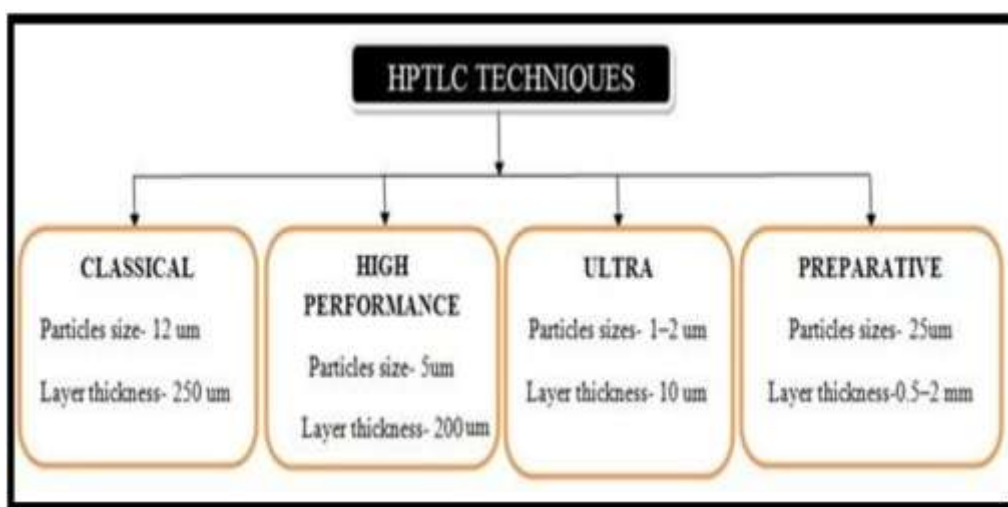 HPTLC TECHNIQUES
CLASSICAL
Particles size- 12 um
Layer thickness- 250 um
HIGH
PERFORMANCE
Particles size- 5um
Layer thickness- 200 um
ULTRA
Particles sizes- 1–2 um
Layer thickness- 10 um
PREPARATIVE
Particles sizes- 25um
Layer thickness-0.5–2 mm